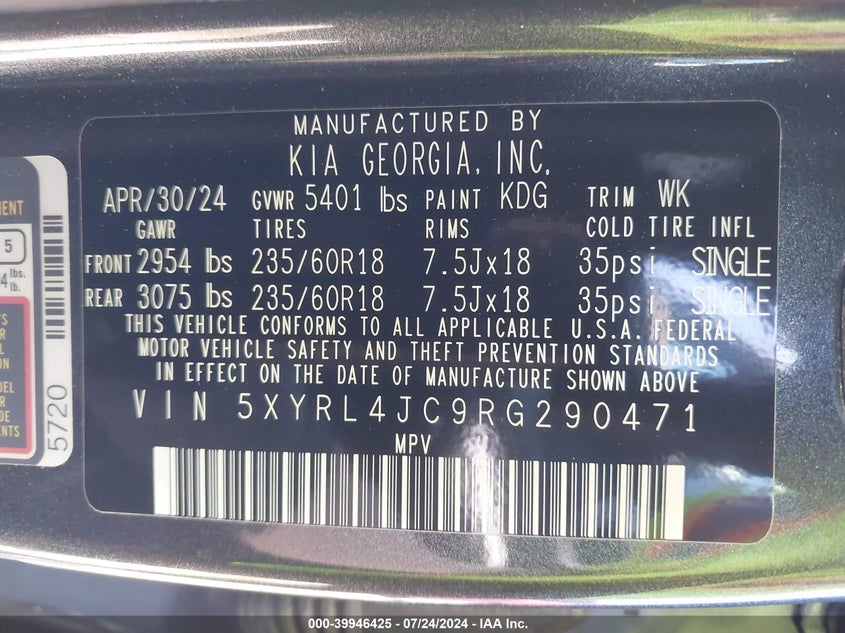 MANUFACTURED BY
KIA GEORGIA, INC.
APR/30/24 GVWR 5401 lbs PAINT KDG TRIM WK
GAWR TIRES RIMS COLD TIRE INFL
FRONT 2954 lbs 235/60R18 7.5Jx18 35psi SINGLE
REAR 3075 lbs 235/60R18 7.5Jx18 35psi SINGLE
THIS VEHICLE CONFORMS TO ALL APPLICABLE U.S.A. FEDERAL
MOTOR VEHICLE SAFETY AND THEFT PREVENTION STANDARDS
IN EFFECT ON THE DATE OF MANUFACTURE SHOWN ABOVE
VIN 5XYRL4JC9RG290471
MPV
5
lbs.
lb.
5720
000-39946425 - 07/24/2024 - IAA Inc.